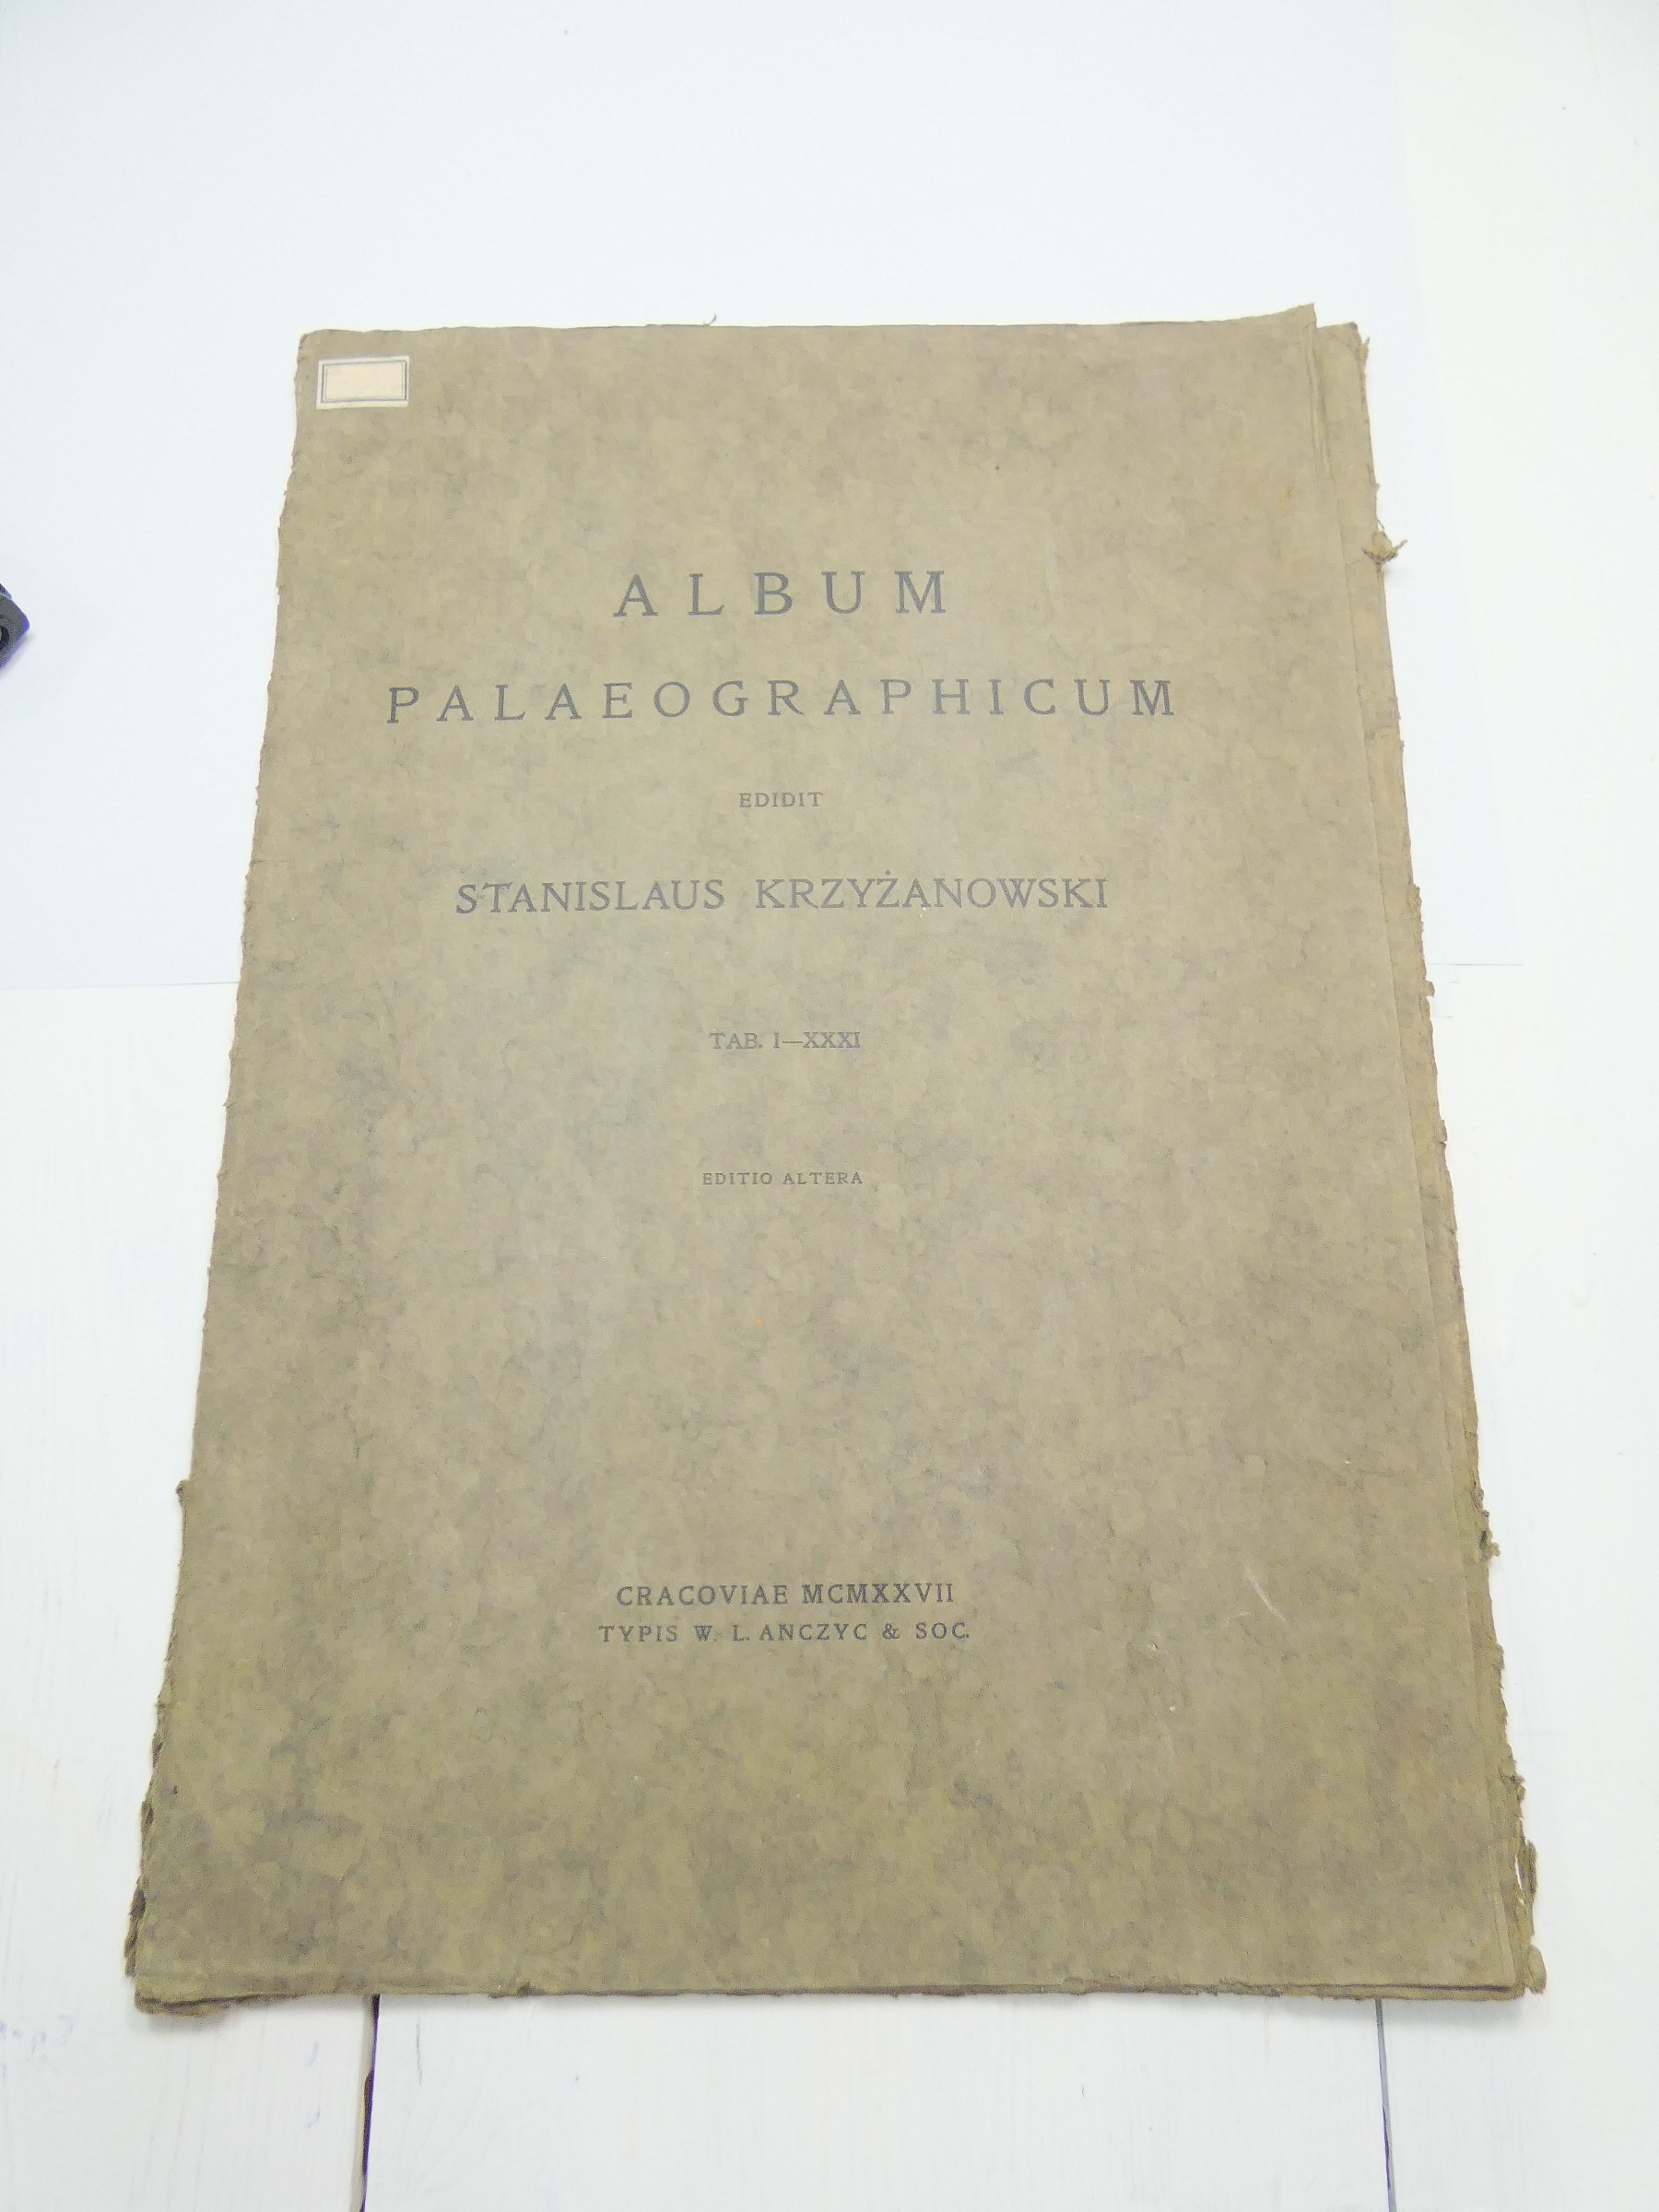 ALBUM
PALAEOGRAPHICUM
EDIDIT
STANISLAUS KRZYŻANOWSKI
TAB. I—XXXI
EDITIO ALTERA
CRACOVIAE MCMXXVII
TYPIS W. L. ANCZYC & SOC.